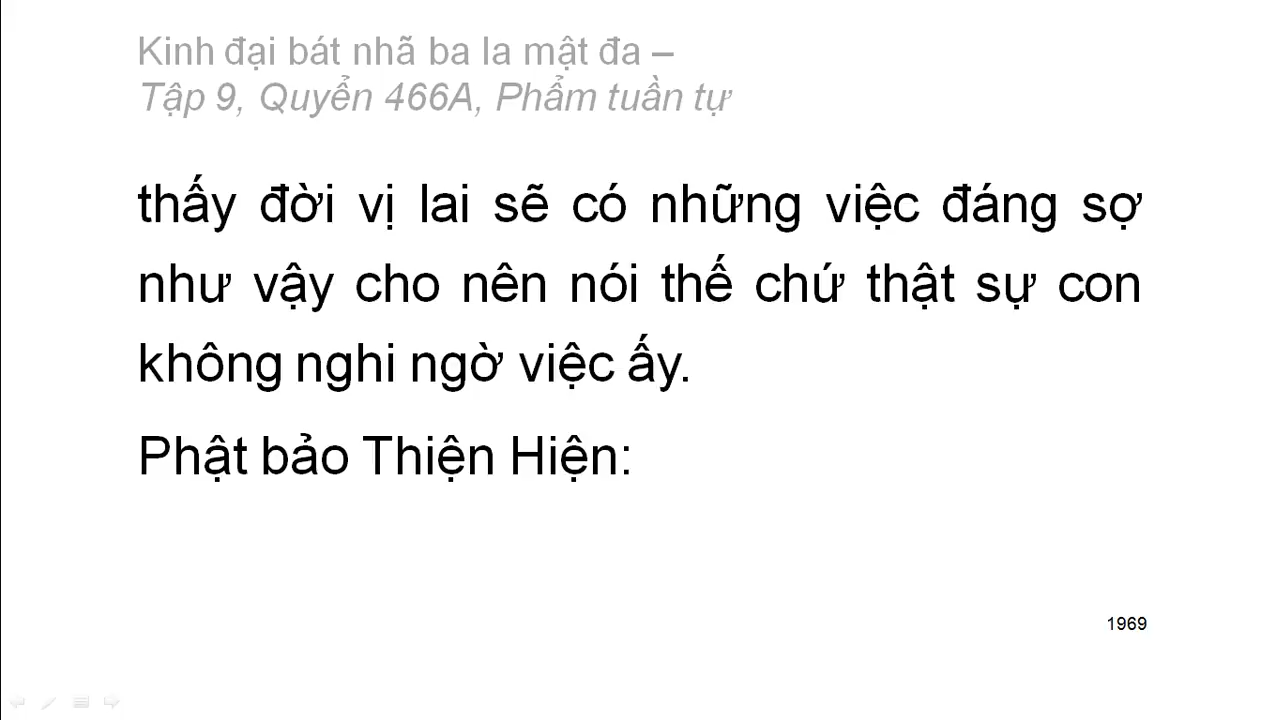 Kinh đại bát nhã ba la mật đa –
Tập 9, Quyển 466A, Phẩm tuần tự
thấy đời vị lai sẽ có những việc đáng sợ
như vậy cho nên nói thế chứ thật sự con
không nghi ngờ việc ấy.
Phật bảo Thiện Hiện:
1969